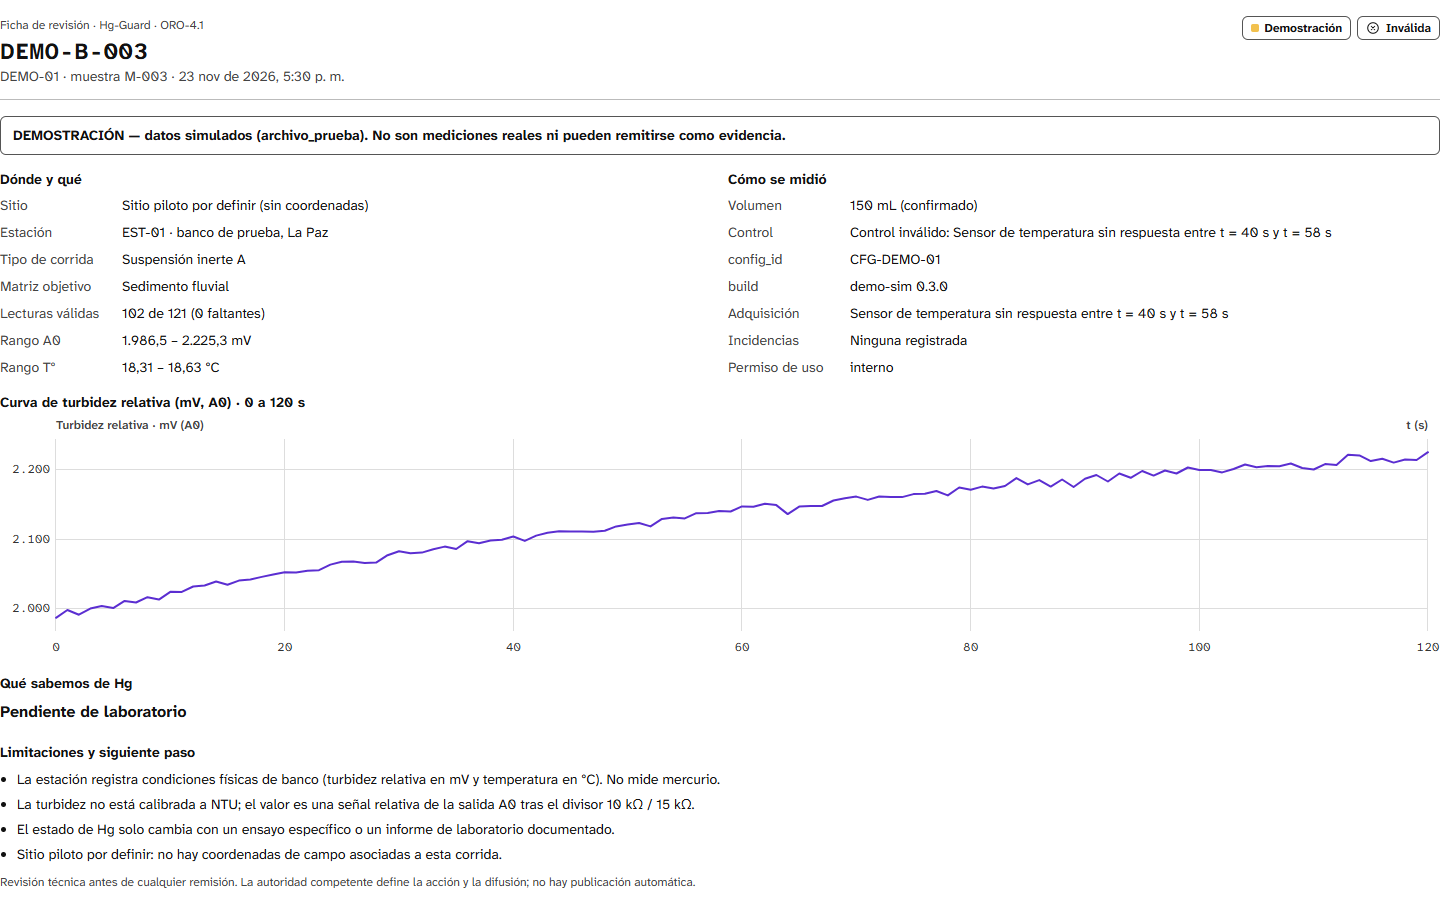 Ficha de revisión · Hg-Guard · ORO-4.1
Demostración
Inválida
DEMO-B-003
DEMO-01 · muestra M-003 · 23 nov de 2026, 5:30 p. m.
DEMOSTRACIÓN — datos simulados (archivo_prueba). No son mediciones reales ni pueden remitirse como evidencia.
Dónde y qué
Sitio Sitio piloto por definir (sin coordenadas)
Estación EST-01 · banco de prueba, La Paz
Tipo de corrida Suspensión inerte A
Matriz objetivo Sedimento fluvial
Lecturas válidas 102 de 121 (0 faltantes)
Rango A0 1.986,5 – 2.225,3 mV
Rango T° 18,31 – 18,63 °C
Cómo se midió
Volumen 150 mL (confirmado)
Control Control inválido: Sensor de temperatura sin respuesta entre t = 40 s y t = 58 s
config_id CFG-DEMO-01
build demo-sim 0.3.0
Adquisición Sensor de temperatura sin respuesta entre t = 40 s y t = 58 s
Incidencias Ninguna registrada
Permiso de uso interno
Curva de turbidez relativa (mV, A0) · 0 a 120 s
Turbidez relativa · mV (A0) t (s)
2.200
2.100
2.000
0 20 40 60 80 100 120
Qué sabemos de Hg
Pendiente de laboratorio
Limitaciones y siguiente paso
• La estación registra condiciones físicas de banco (turbidez relativa en mV y temperatura en °C). No mide mercurio.
• La turbidez no está calibrada a NTU; el valor es una señal relativa de la salida A0 tras el divisor 10 kΩ / 15 kΩ.
• El estado de Hg solo cambia con un ensayo específico o un informe de laboratorio documentado.
• Sitio piloto por definir: no hay coordenadas de campo asociadas a esta corrida.
Revisión técnica antes de cualquier remisión. La autoridad competente define la acción y la difusión; no hay publicación automática.